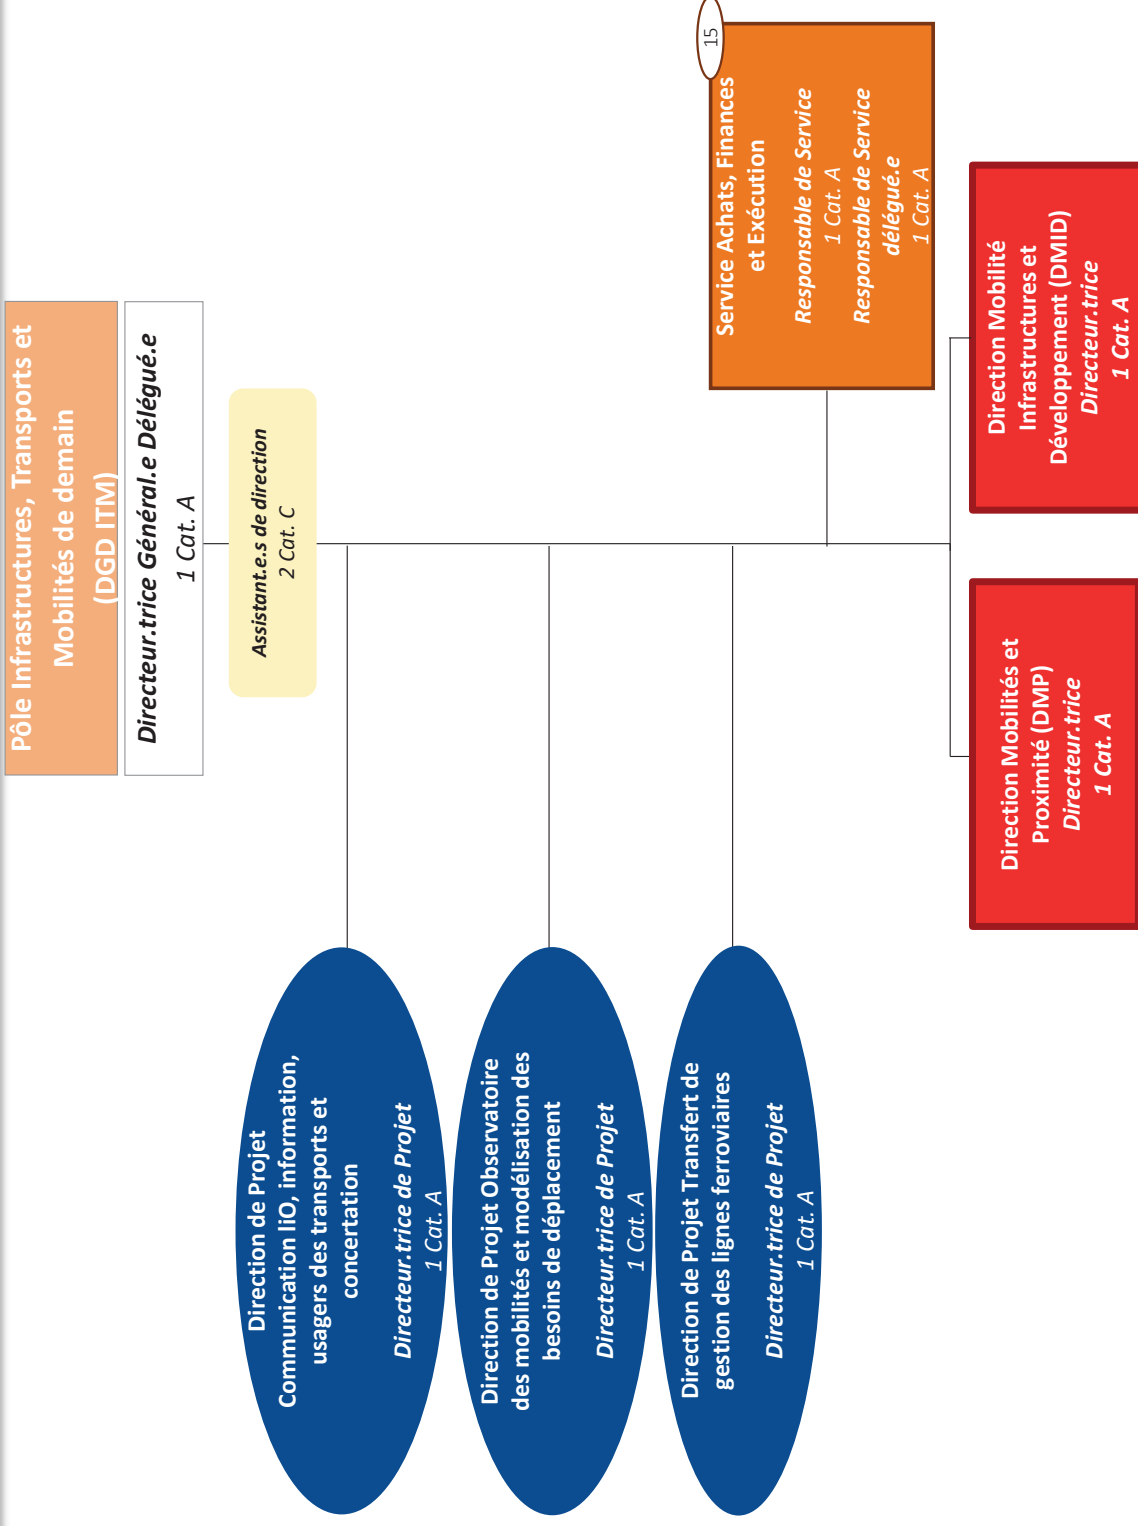 Pôle Infrastructures, Transports et
Mobilités de demain
(DGD ITM)
Directeur.trice Général.e Délégué.e
1 Cat. A
Assistant.e.s de direction
2 Cat. C
Direction de Projet
Communication liO, information,
usagers des transports et
concertation
Directeur.trice de Projet
1 Cat. A
Direction de Projet Observatoire
des mobilités et modélisation des
besoins de déplacement
Directeur.trice de Projet
1 Cat. A
Direction de Projet Transfert de
gestion des lignes ferroviaires
Directeur.trice de Projet
1 Cat. A
15
Service Achats, Finances
et Exécution
Responsable de Service
1 Cat. A
Responsable de Service
délégué.e
1 Cat. A
Direction Mobilités et
Proximité (DMP)
Directeur.trice
1 Cat. A
Direction Mobilité
Infrastructures et
Développement (DMID)
Directeur.trice
1 Cat. A